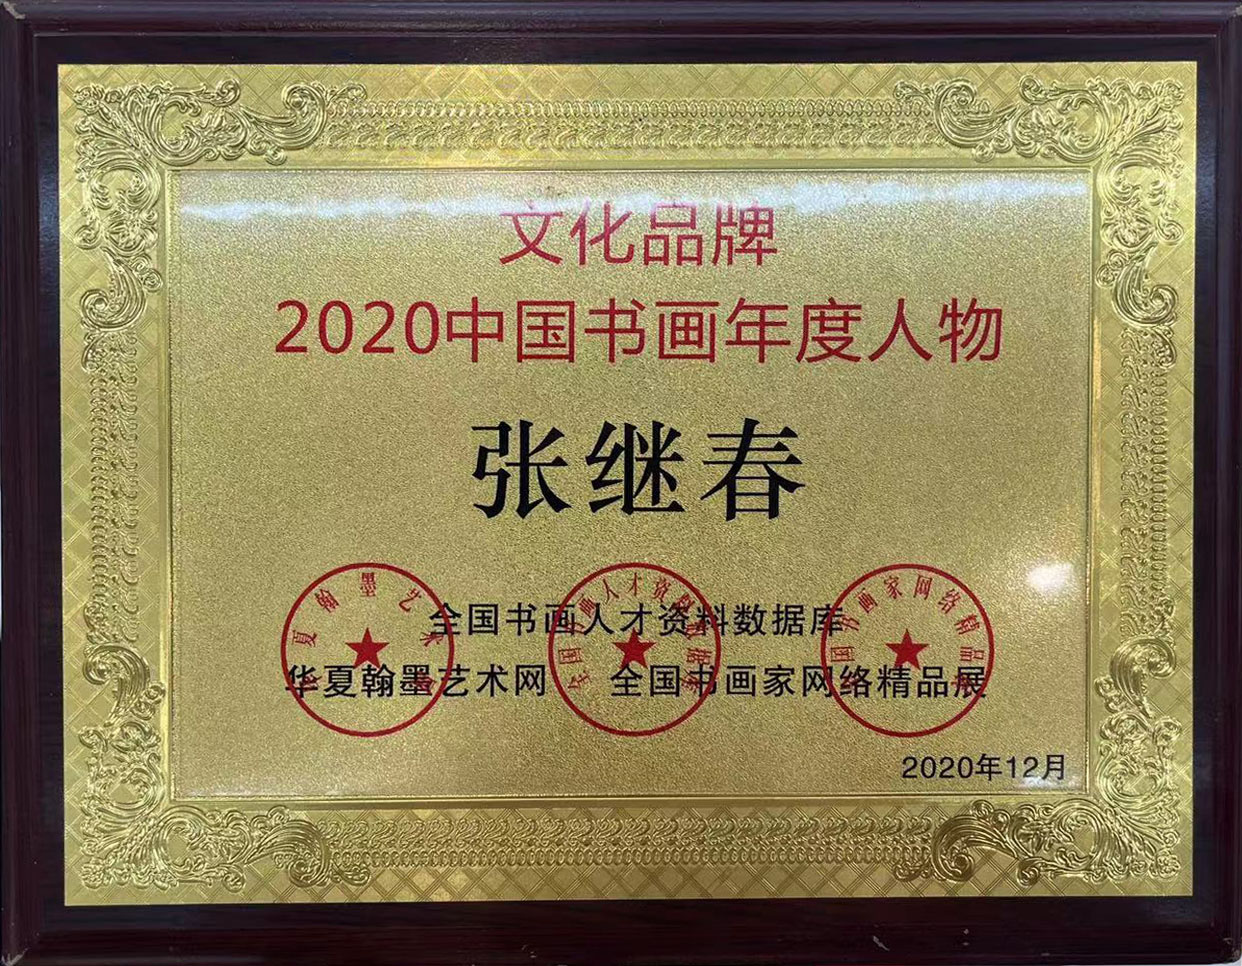 文化品牌
2020中国书画年度人物
张继春
全国书画人才资料数据库
华夏翰墨艺术网 全国书画家网络精品展
2020年12月